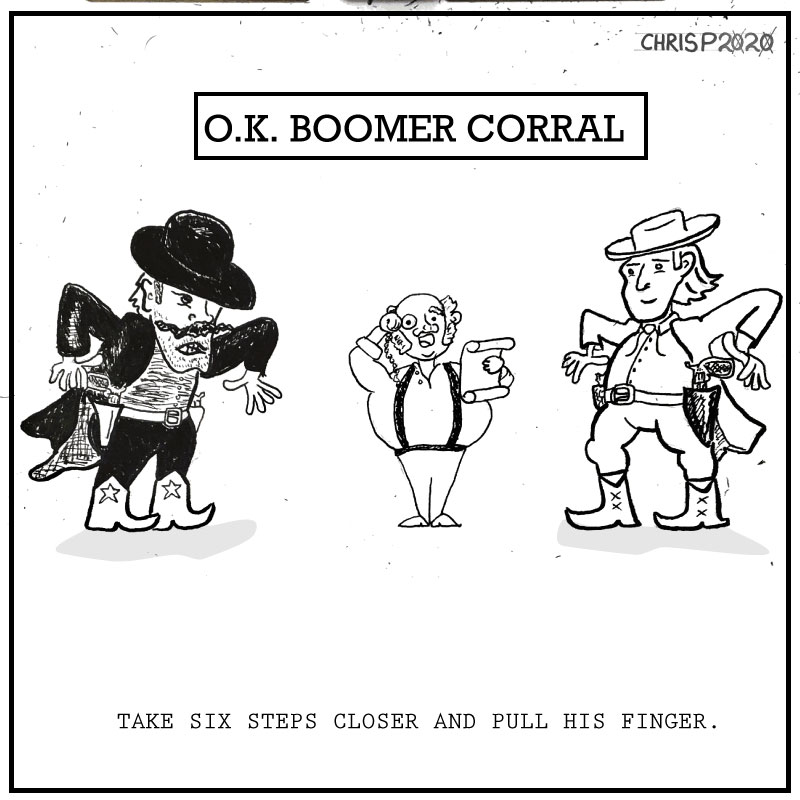 CHRISP2020
O.K. BOOMER CORRAL
TAKE SIX STEPS CLOSER AND PULL HIS FINGER.